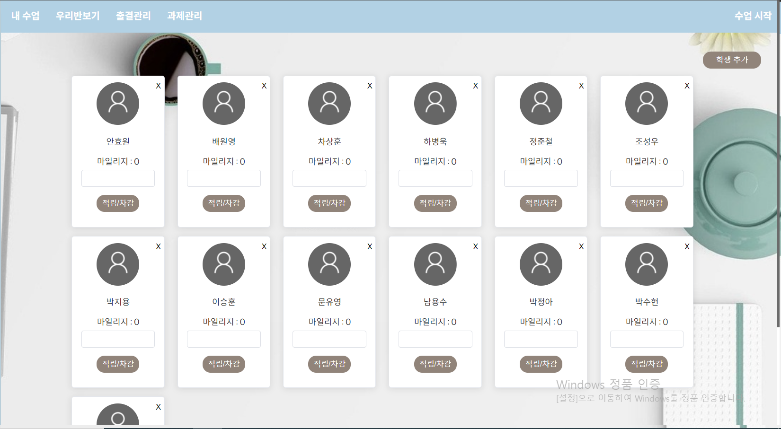 내 수업 우리반보기 출결관리 과제관리 수업 시작
학생 추가
X X X X X X
안효원 배원영 차상훈 하병욱 정준철 조성우
마일리지 : 0 마일리지 : 0 마일리지 : 0 마일리지 : 0 마일리지 : 0 마일리지 : 0
적립/차감 적립/차감 적립/차감 적립/차감 적립/차감 적립/차감
X X X X X X
박지용 이승훈 문유영 남용수 박정아 박수현
마일리지 : 0 마일리지 : 0 마일리지 : 0 마일리지 : 0 마일리지 : 0 마일리지 : 0
적립/차감 적립/차감 적립/차감 적립/차감 적립/차감 적립/차감
Windows 정품 인증
[설정]으로 이동하여 Windows를 정품 인증합니다.
X